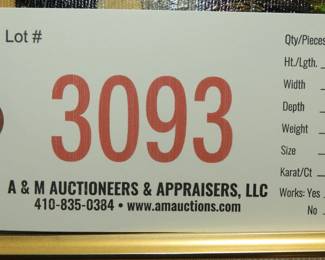 Lot #
3093
A & M AUCTIONEERS & APPRAISERS, LLC
410-835-0384 • www.amauctions.com
Qty/Pieces
Ht./Lgth.
Width
Depth
Weight
Size
Karat/Ct
Works: Yes
No